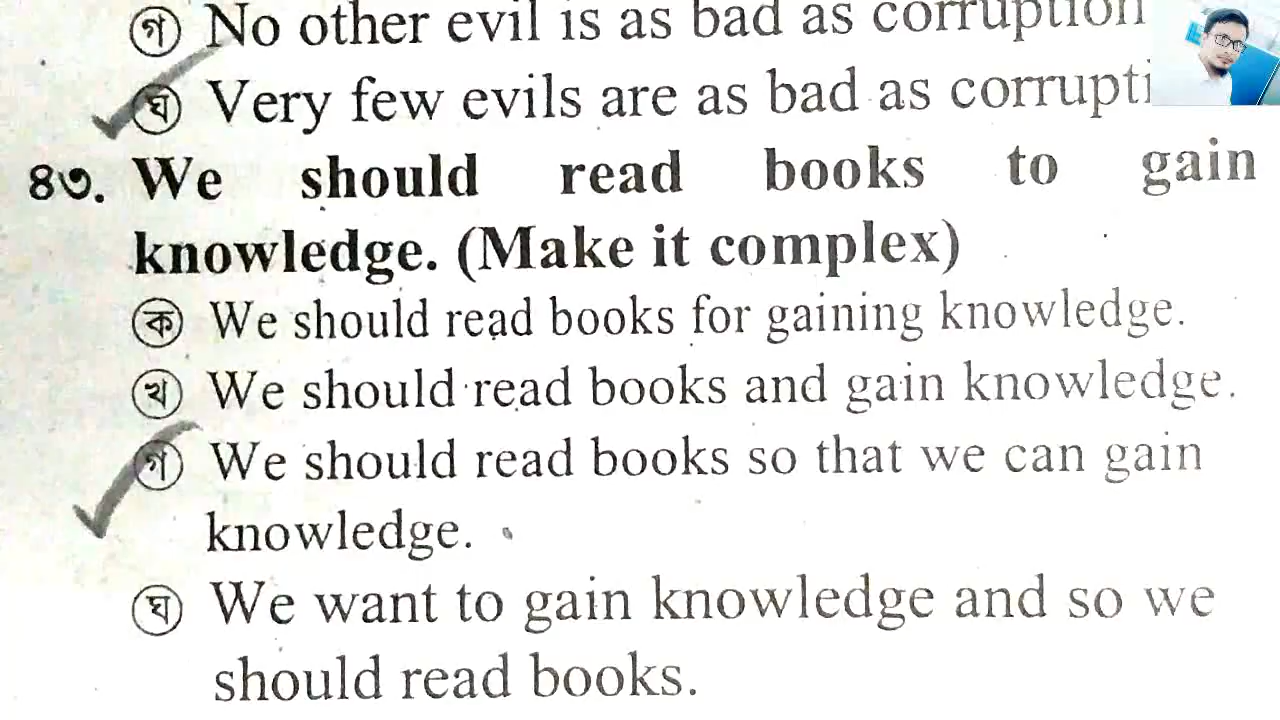 গ No other evil is as bad as corruption
ঘ Very few evils are as bad as
৪৩. We should read books to gain
knowledge. (Make it complex)
ক We should read books for gaining knowledge.
খ We should read books and gain knowledge.
গ We should read books so that we can gain
knowledge.
ঘ We want to gain knowledge and so we
should read books.